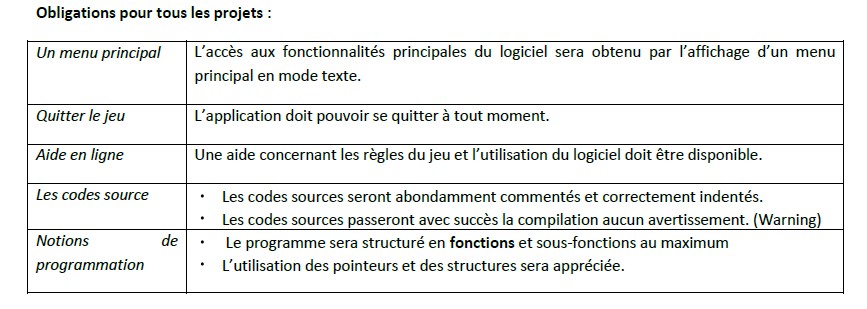 Obligations pour tous les projets :
Un menu principal
L'accès aux fonctionnalités principales du logiciel sera obtenu par l'affichage d'un menu
principal en mode texte.
Quitter le jeu
L'application doit pouvoir se quitter à tout moment.
Aide en ligne
Une aide concernant les règles du jeu et l'utilisation du logiciel doit être disponible.
Les codes source
· Les codes sources seront abondamment commentés et correctement indentés.
· Les codes sources passeront avec succès la compilation aucun avertissement. (Warning)
Notions de
programmation
· Le programme sera structuré en fonctions et sous-fonctions au maximum
· L'utilisation des pointeurs et des structures sera appréciée.